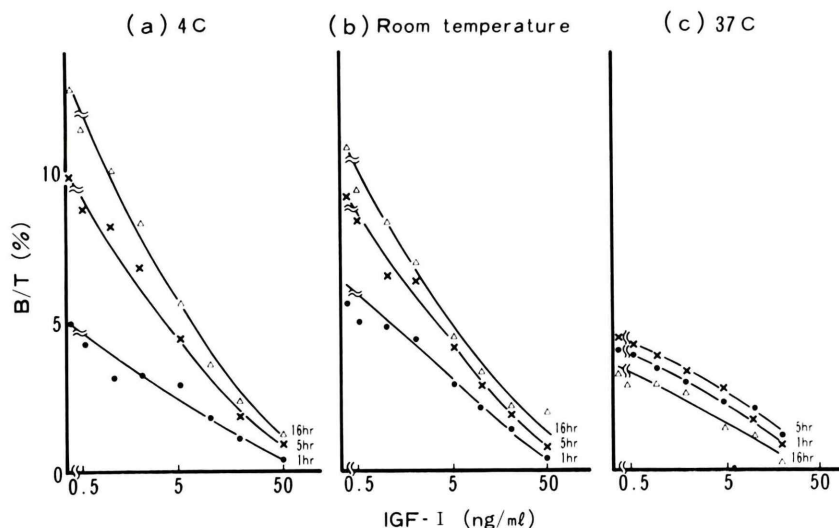 (a) 4C
(b) Room temperature
(c) 37C
B/T (%)
10
5
0
16hr
5hr
1hr
0.5 5 50
16hr
5hr
1hr
0.5 5 50
5hr
1hr
16hr
0.5 5 50
IGF-I (ng/mℓ)